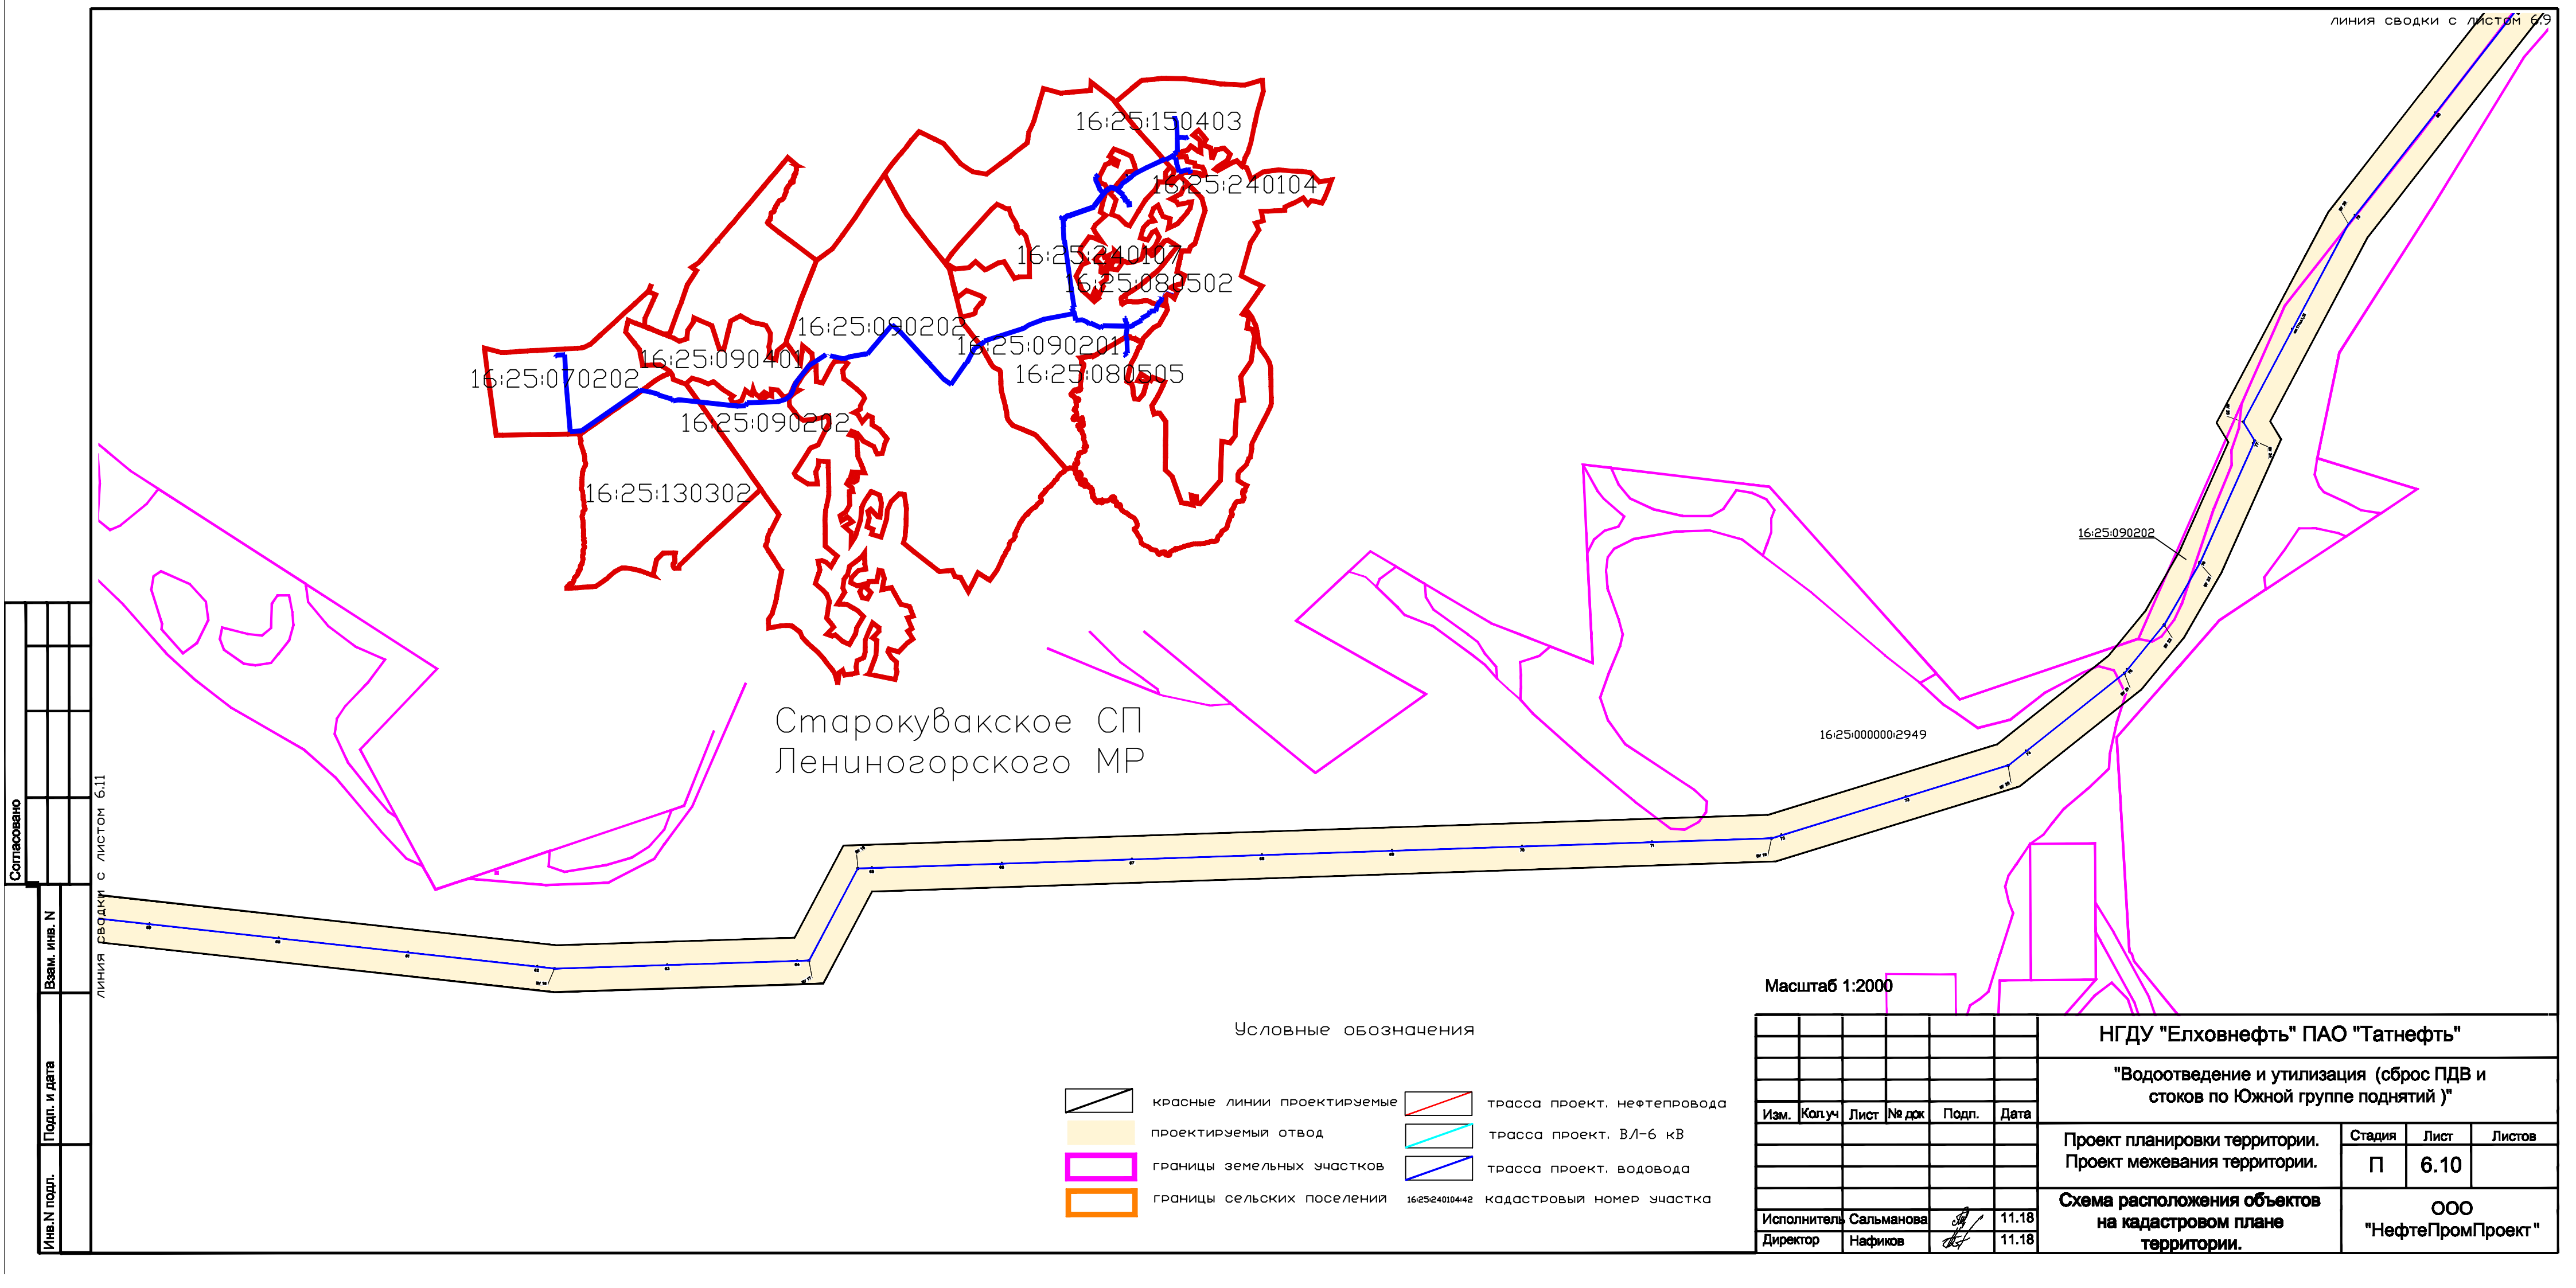 линия сводки с листом 6.9
16:25:150403
16:25:240104
16:25:240107
16:25:080502
16:25:090202
16:25:090201
16:25:090401
16:25:080505
16:25:070202
16:25:090202
16:25:130302
16:25:090202
Старокувакское СП
Лениногорского МР
16:25:000000:2949
линия сводки с листом 6.11
Согласовано
Взам. инв. N
Подп. и дата
Инв.N подл.
Масштаб 1:2000
Условные обозначения
красные линии проектируемые
проектируемый отвод
границы земельных участков
границы сельских поселений
трасса проект. нефтепровода
трасса проект. ВЛ-6 кВ
трасса проект. водовода
16:25:240104:42 кадастровый номер участка
НГДУ "Елховнефть" ПАО "Татнефть"
"Водоотведение и утилизация (сброс ПДВ и
стоков по Южной группе поднятий )"
Изм. Кол.уч Лист № док Подп. Дата
Проект планировки территории.
Проект межевания территории.
Стадия Лист Листов
П 6.10
Схема расположения объектов
на кадастровом плане
территории.
ООО
"НефтеПромПроект"
Исполнитель Сальманова 11.18
Директор Нафиков 11.18